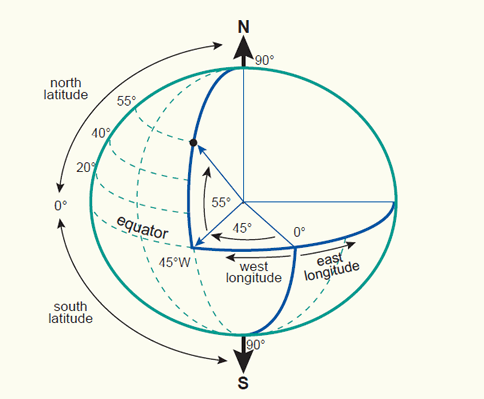 N
90°
north
latitude
55°
40°
20°
0°
55°
45°
0°
equator
45°W
west
longitude
east
longitude
south
latitude
90°
S